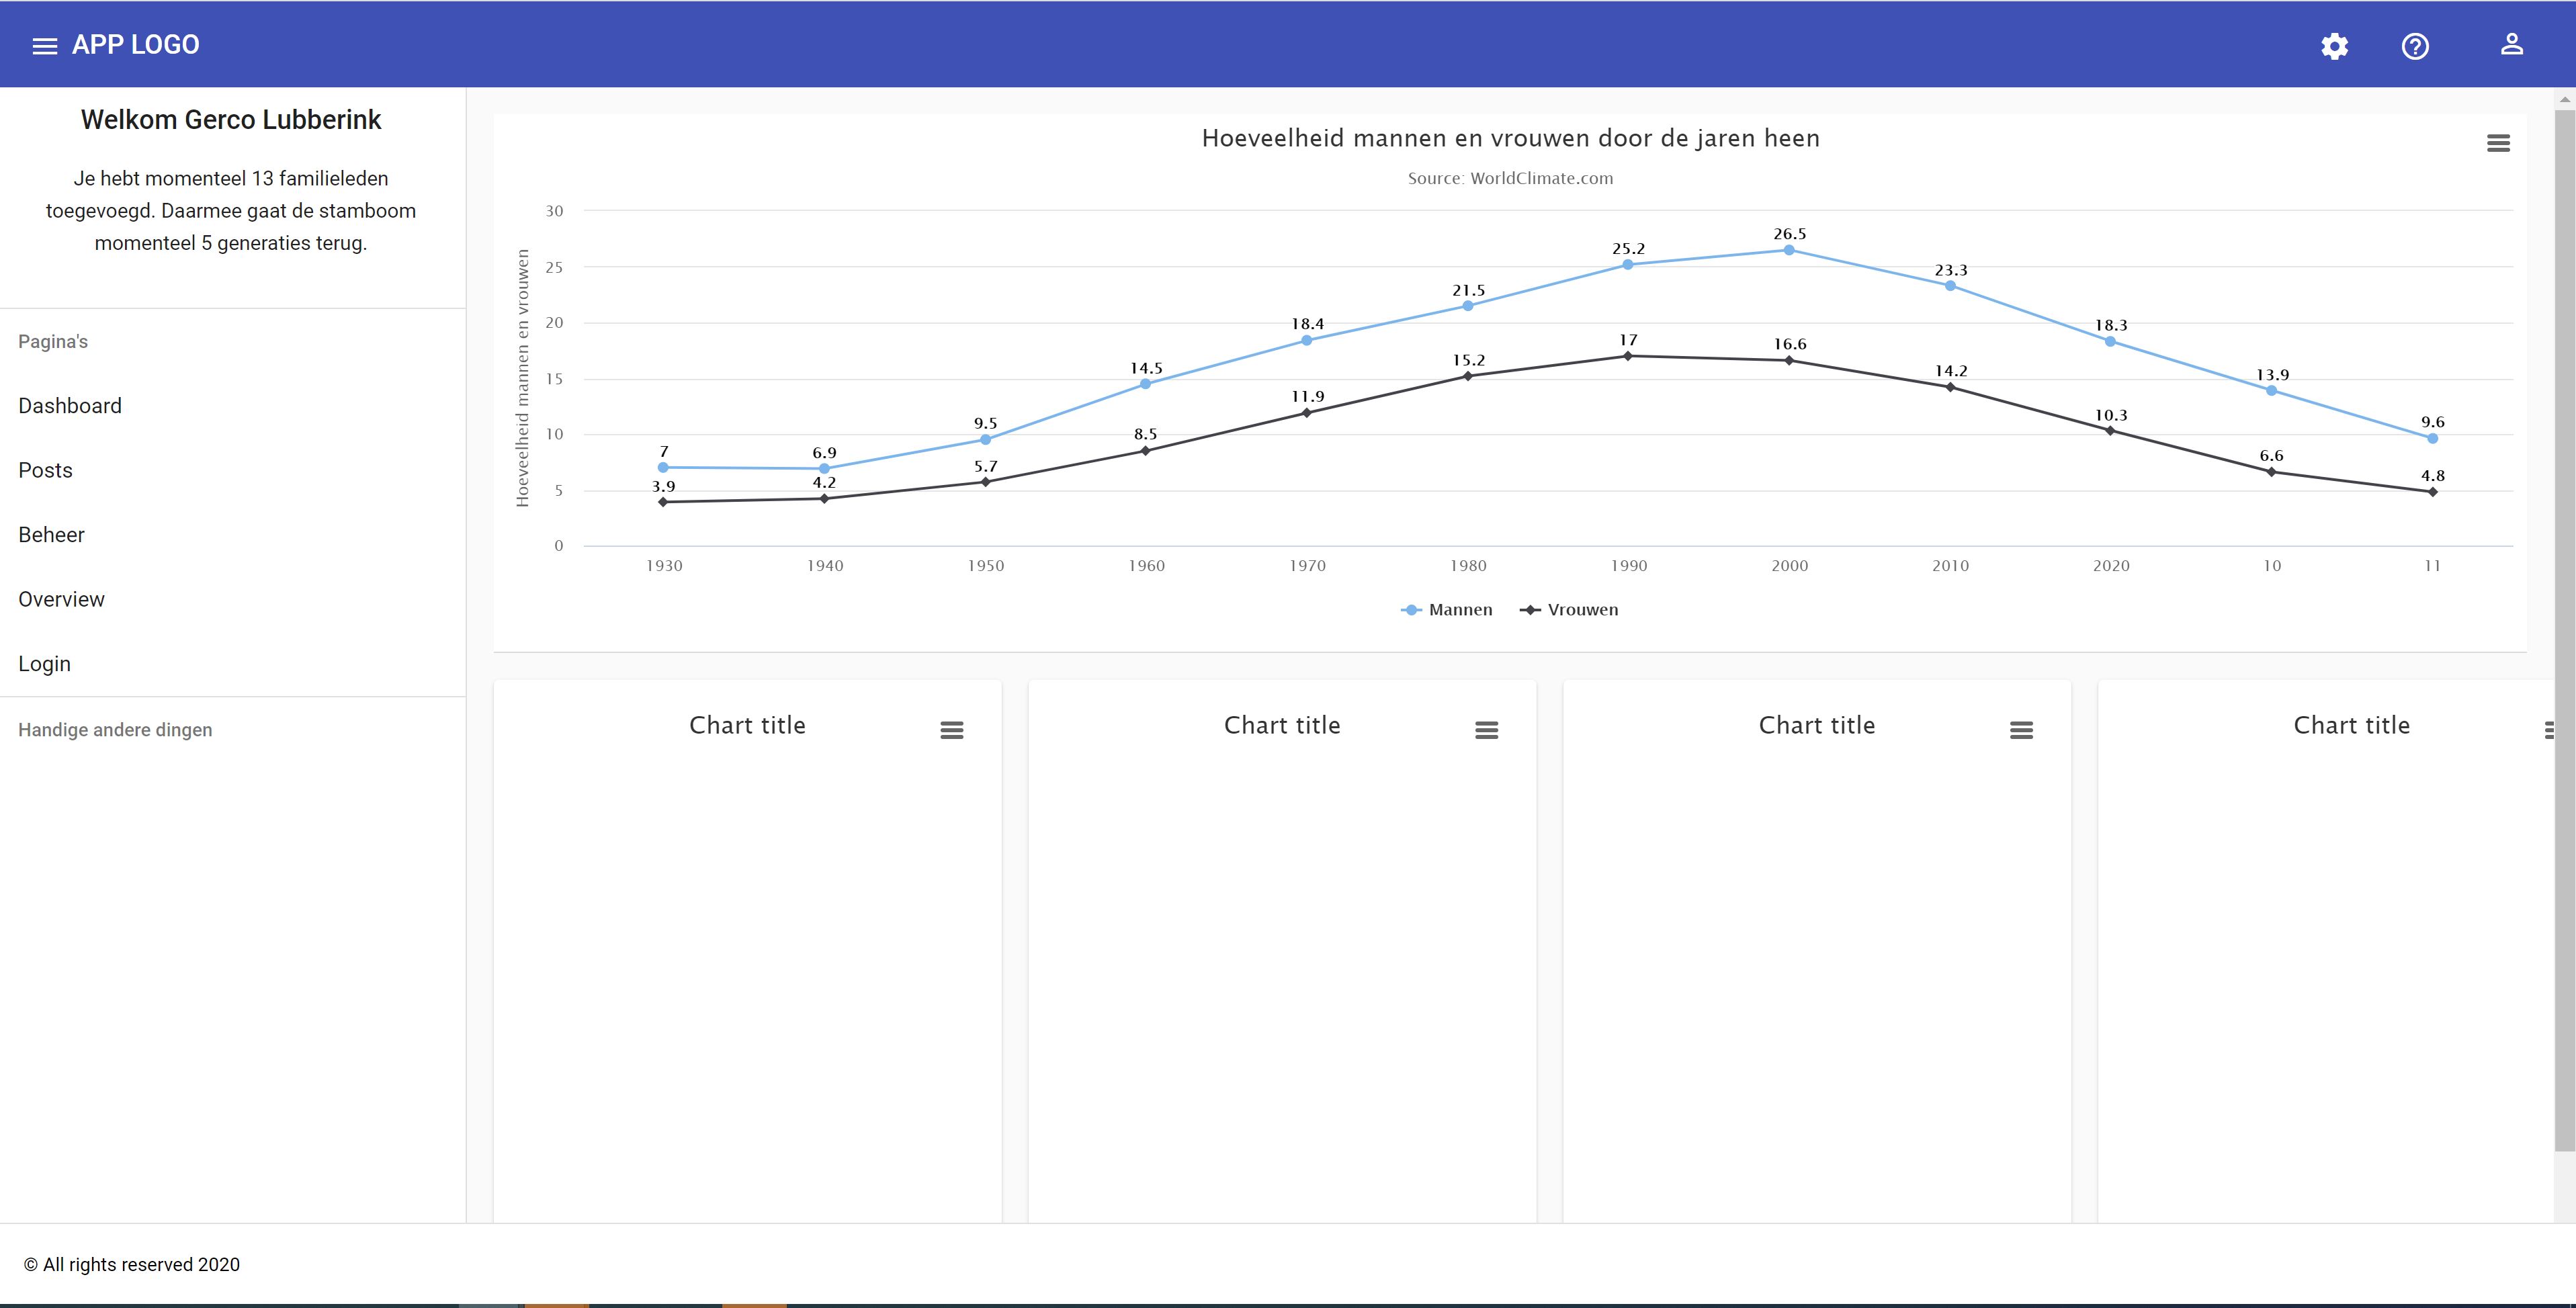 APP LOGO
Welkom Gerco Lubberink
Je hebt momenteel 13 familieleden
toegevoegd. Daarmee gaat de stamboom
momenteel 5 generaties terug.
Pagina's
Dashboard
Posts
Beheer
Overview
Login
Handige andere dingen
Hoeveelheid mannen en vrouwen door de jaren heen
Source: WorldClimate.com
Hoeveelheid mannen en vrouwen
30
25
20
15
10
5
0
7 6.9 9.5 14.5 18.4 21.5 25.2 26.5 23.3 18.3 13.9 9.6
3.9 4.2 5.7 8.5 11.9 15.2 17 16.6 14.2 10.3 6.6 4.8
1930 1940 1950 1960 1970 1980 1990 2000 2010 2020 10 11
Mannen Vrouwen
Chart title Chart title Chart title Chart title
© All rights reserved 2020